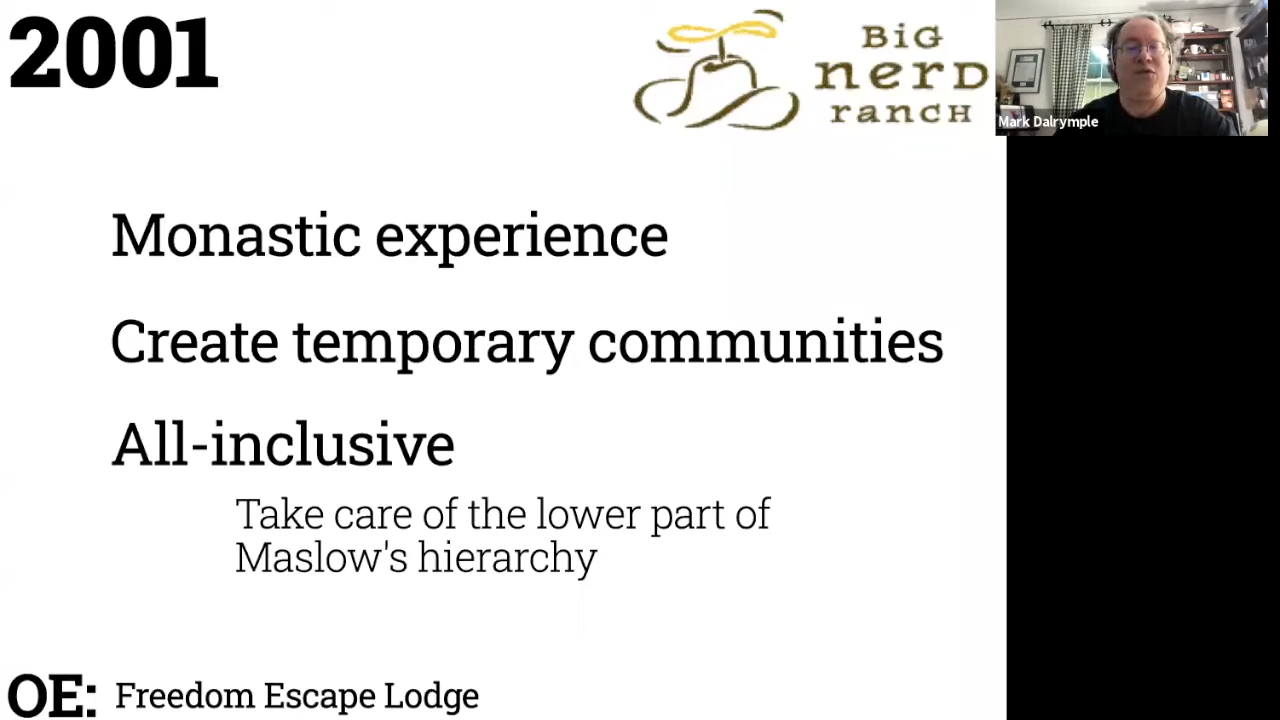 2001
BiG
nerd
ranch
Mark Dalrymple
Monastic experience
Create temporary communities
All-inclusive
Take care of the lower part of
Maslow's hierarchy
OE: Freedom Escape Lodge